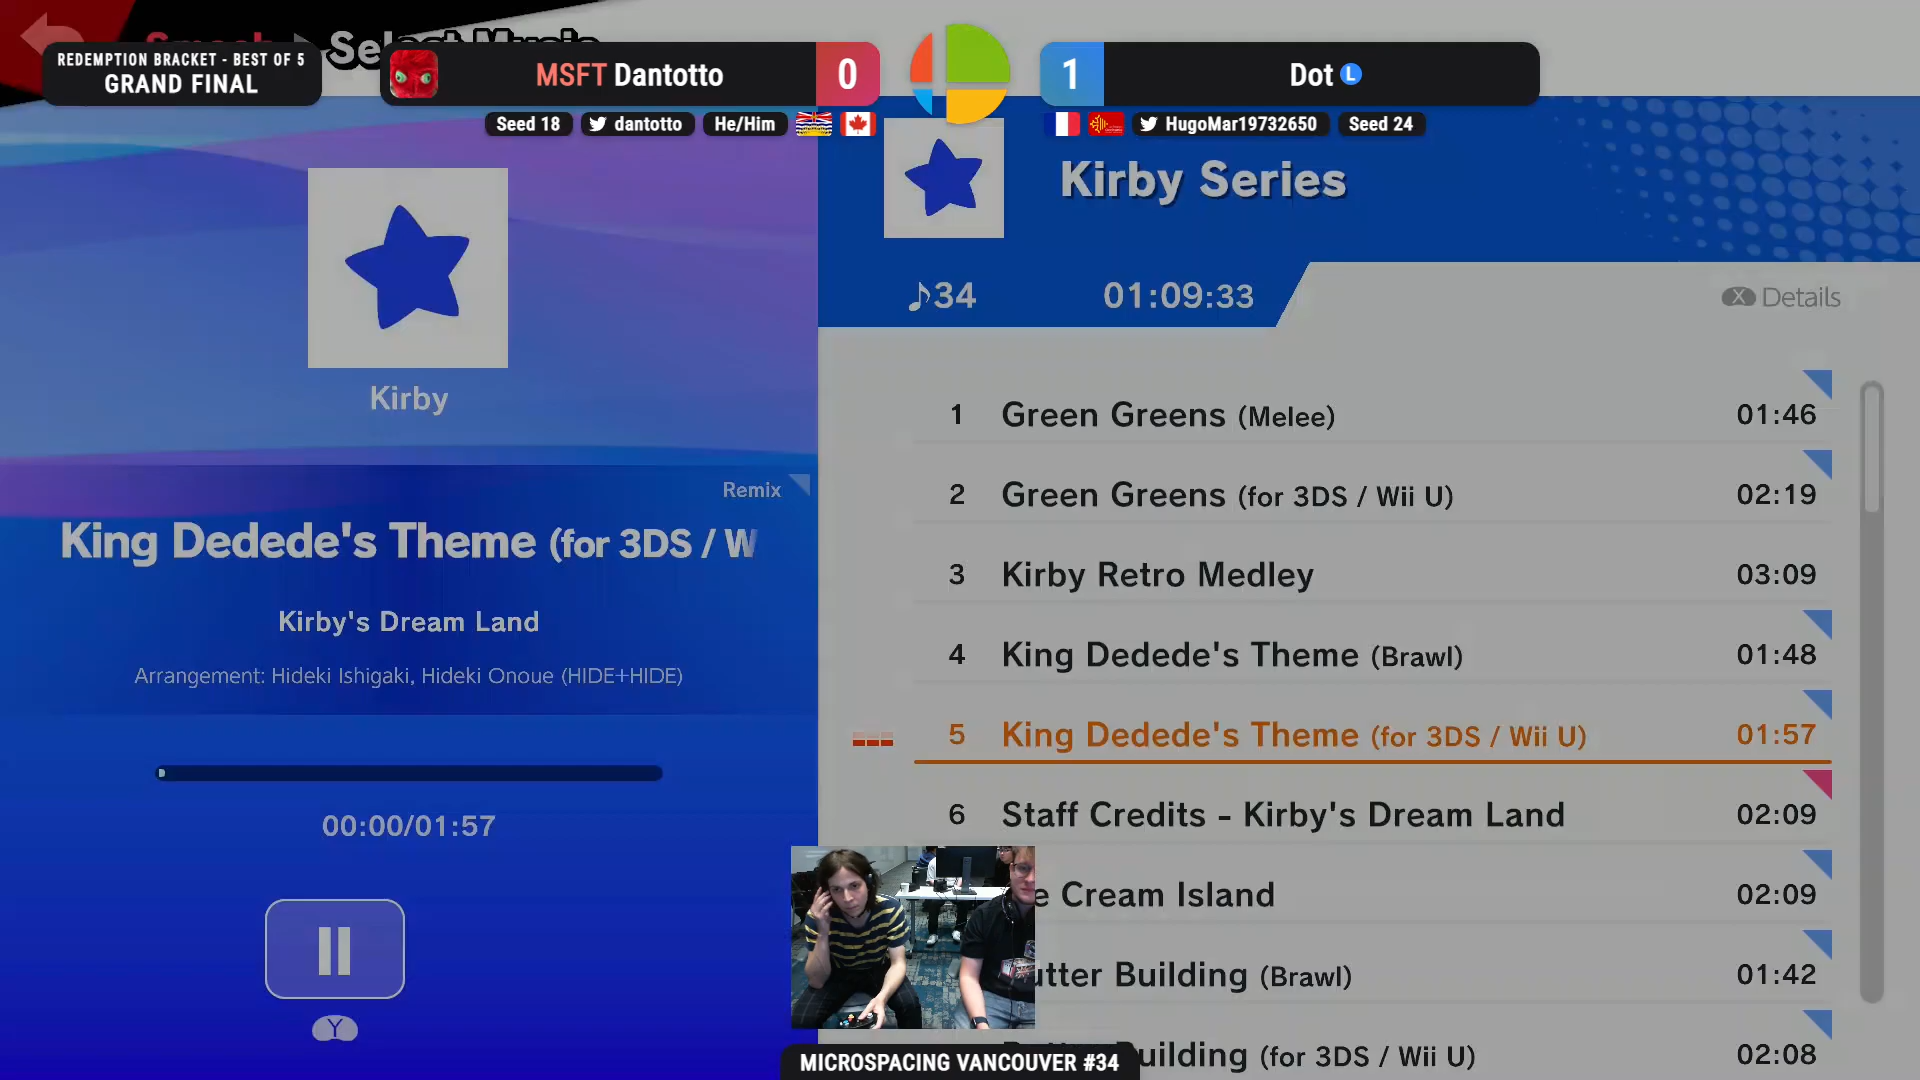 Smash ▶ Select Music
REDEMPTION BRACKET - BEST OF 5
GRAND FINAL
MSFT Dantotto
0
1
Dot L
Seed 18
dantotto
He/Him
HugoMar19732650
Seed 24
Kirby
Remix
King Dedede's Theme (for 3DS / W
Kirby's Dream Land
Arrangement: Hideki Ishigaki, Hideki Onoue (HIDE+HIDE)
00:00/01:57
Y
Kirby Series
♪34
01:09:33
X Details
1 Green Greens (Melee) 01:46
2 Green Greens (for 3DS / Wii U) 02:19
3 Kirby Retro Medley 03:09
4 King Dedede's Theme (Brawl) 01:48
5 King Dedede's Theme (for 3DS / Wii U) 01:57
6 Staff Credits - Kirby's Dream Land 02:09
e Cream Island 02:09
utter Building (Brawl) 01:42
uilding (for 3DS / Wii U) 02:08
MICROSPACING VANCOUVER #34